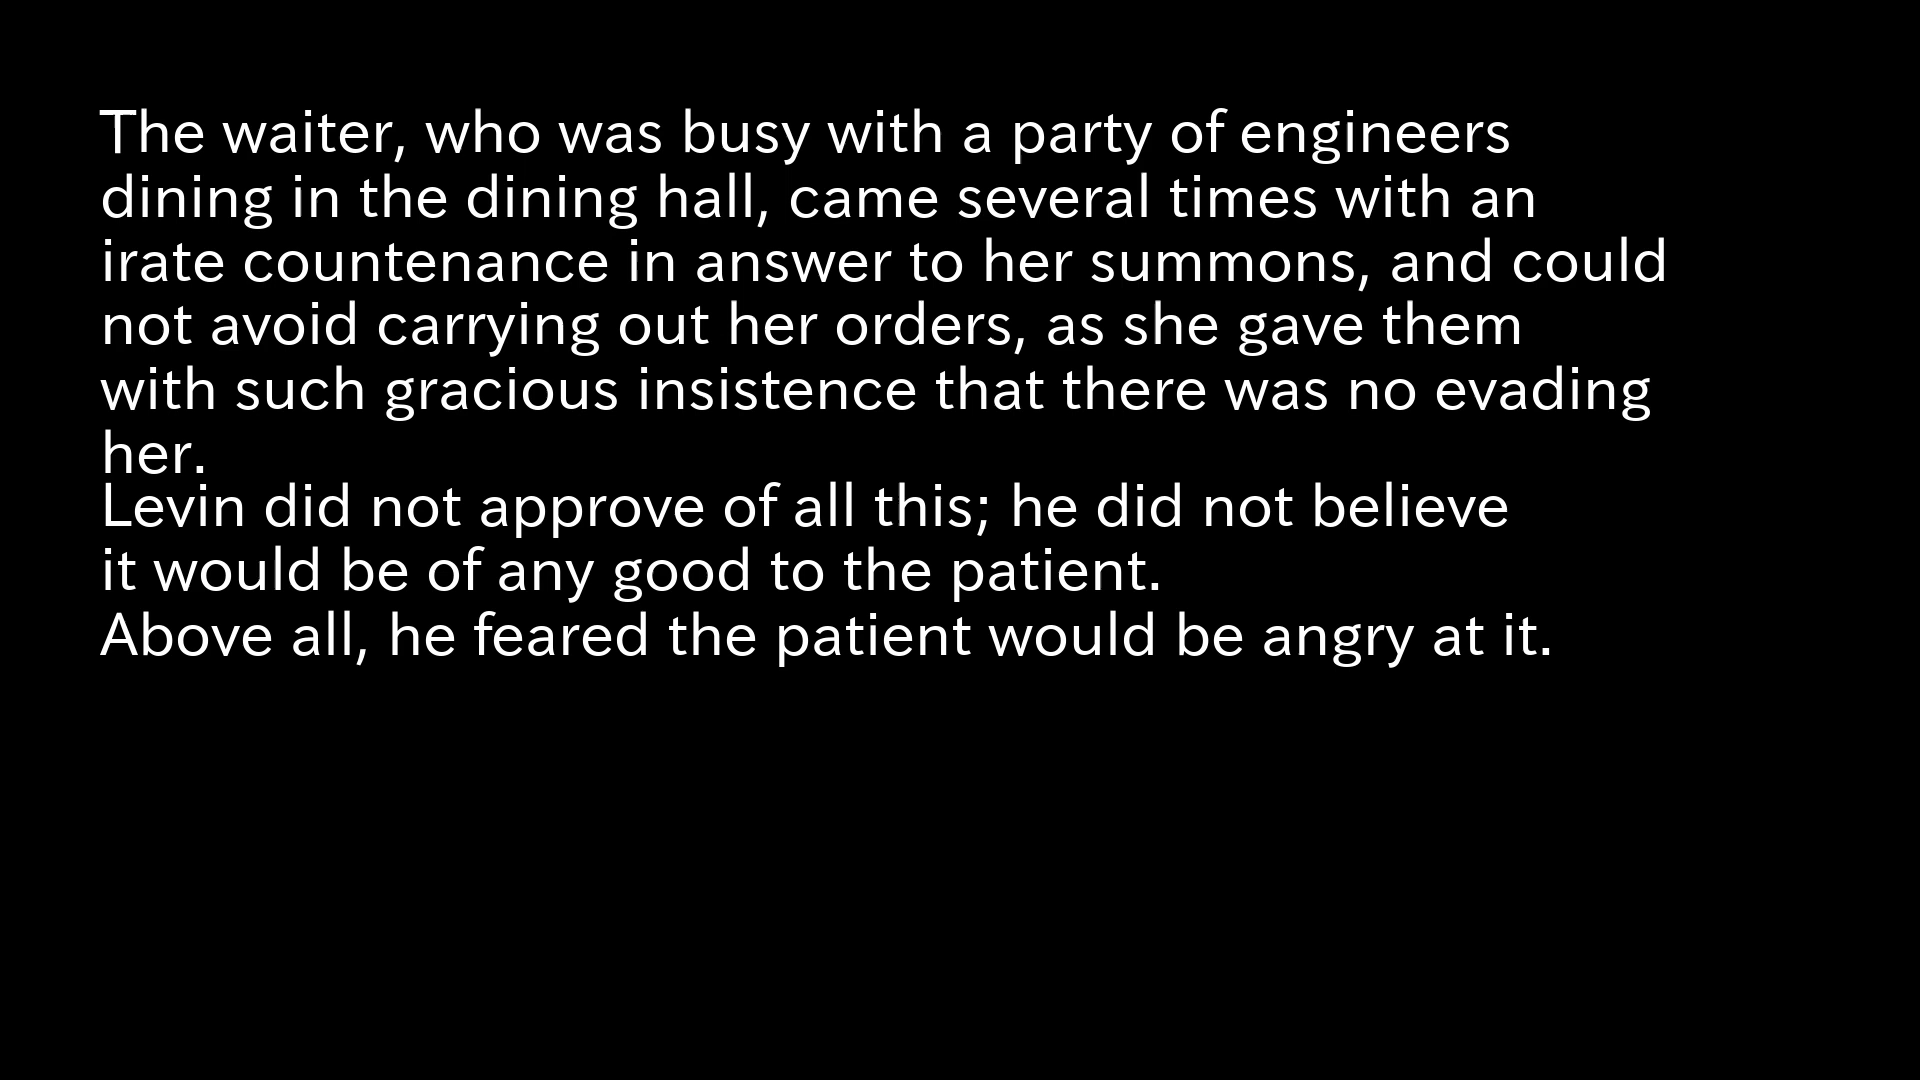 The waiter, who was busy with a party of engineers
dining in the dining hall, came several times with an
irate countenance in answer to her summons, and could
not avoid carrying out her orders, as she gave them
with such gracious insistence that there was no evading
her.
Levin did not approve of all this; he did not believe
it would be of any good to the patient.
Above all, he feared the patient would be angry at it.